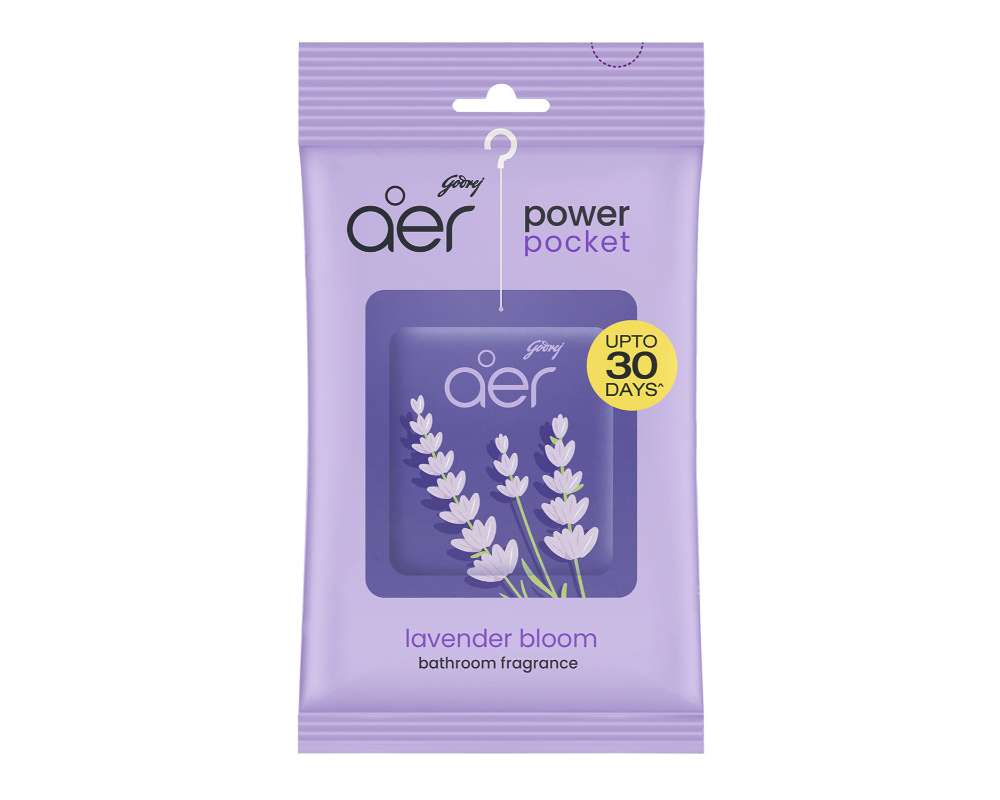 Godrej
aer
power
pocket
Godrej
aer
UPTO
30
DAYS^
lavender bloom
bathroom fragrance